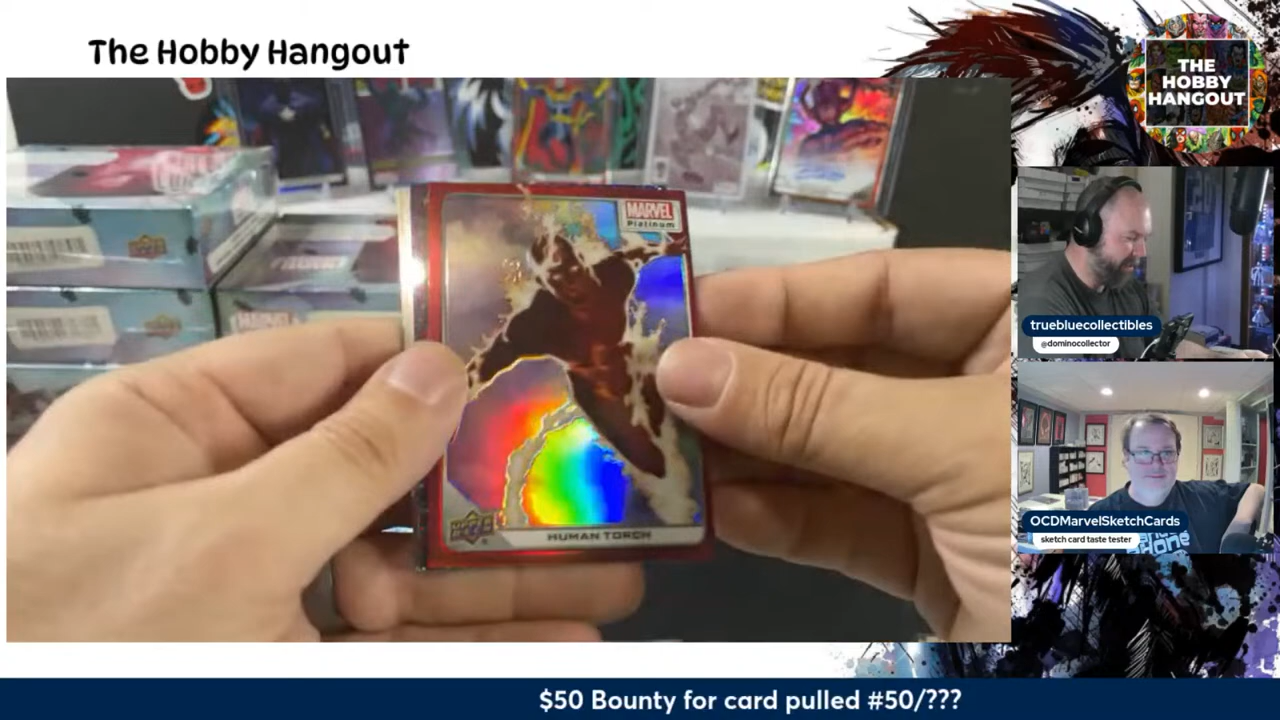 The Hobby Hangout
THE
HOBBY
HANGOUT
MARVEL
Platinum
HUMAN TORCH
truebluecollectibles
@dominocollector
OCDMarvelSketchCards
sketch card taste tester
$50 Bounty for card pulled #50/???